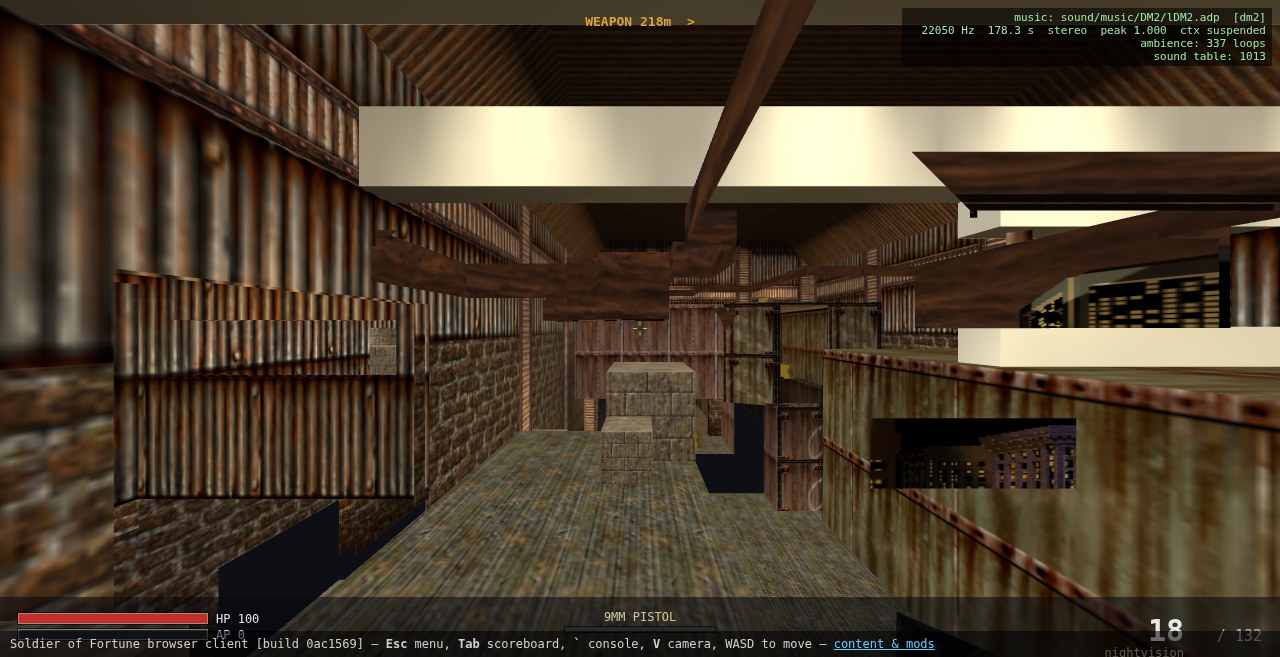 WEAPON 218m >
music: sound/music/DM2/lDM2.adp [dm2]
22050 Hz 178.3 s stereo peak 1.000 ctx suspended
ambience: 337 loops
sound table: 1013
HP 100
AP 0
9MM PISTOL
18 / 132
nightvision
Soldier of Fortune browser client [build 0ac1569] — Esc menu, Tab scoreboard, ` console, V camera, WASD to move — content & mods